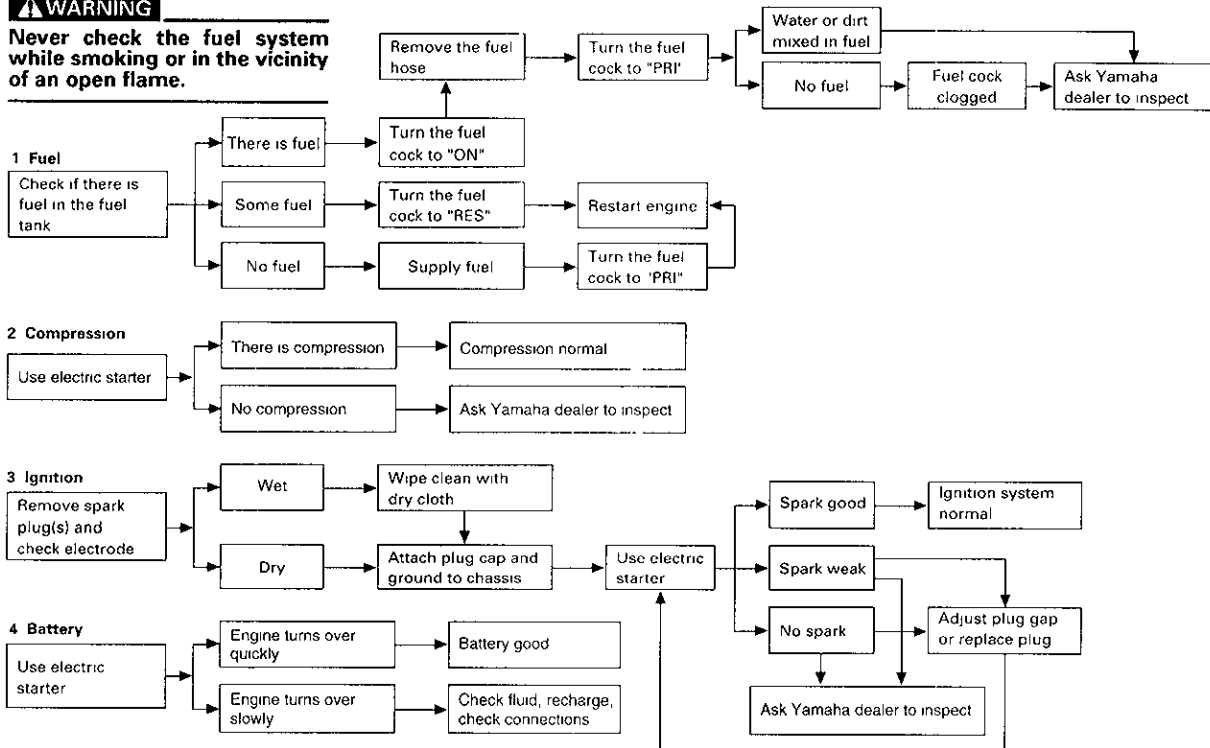 WARNING
Never check the fuel system
while smoking or in the vicinity
of an open flame.
Remove the fuel
hose
Turn the fuel
cock to "PRI'
Water or dirt
mixed in fuel
No fuel
Fuel cock
clogged
Ask Yamaha
dealer to inspect
1 Fuel
Check if there is
fuel in the fuel
tank
There is fuel
Turn the fuel
cock to "ON"
Some fuel
Turn the fuel
cock to "RES"
Restart engine
No fuel
Supply fuel
Turn the fuel
cock to 'PRI"
2 Compression
Use electric starter
There is compression
Compression normal
No compression
Ask Yamaha dealer to inspect
3 Ignition
Remove spark
plug(s) and
check electrode
Wet
Wipe clean with
dry cloth
Dry
Attach plug cap and
ground to chassis
Use electric
starter
Spark good
Ignition system
normal
Spark weak
No spark
Adjust plug gap
or replace plug
Ask Yamaha dealer to inspect
4 Battery
Use electric
starter
Engine turns over
quickly
Battery good
Engine turns over
slowly
Check fluid, recharge,
check connections